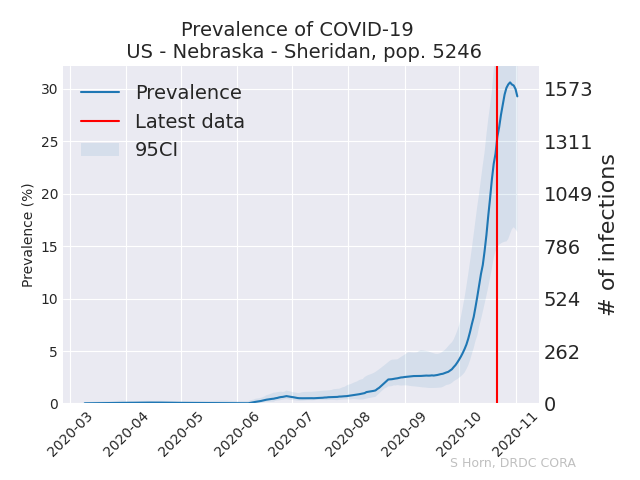 Prevalence of COVID-19
US - Nebraska - Sheridan, pop. 5246
Prevalence
Latest data
95CI
Prevalence (%)
30
25
20
15
10
5
0
1573
1311
1049
786
524
262
0
# of infections
2020-03
2020-04
2020-05
2020-06
2020-07
2020-08
2020-09
2020-10
2020-11
S Horn, DRDC CORA